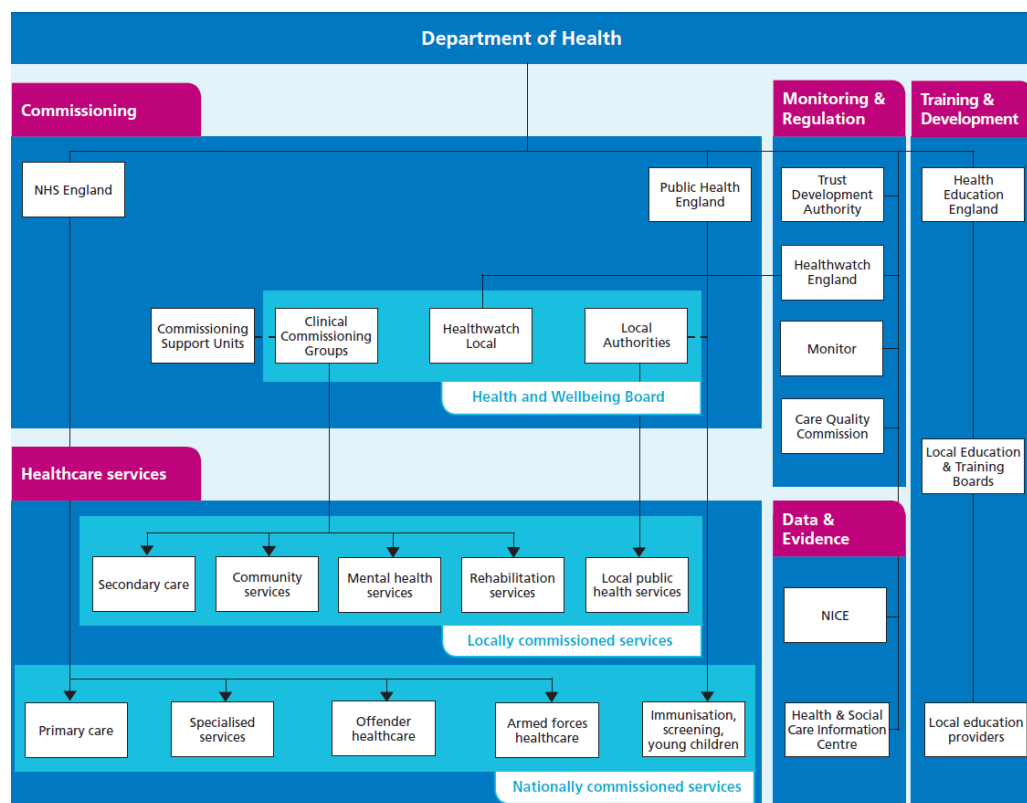 Department of Health
Commissioning
Monitoring &
Regulation
Training &
Development
NHS England
Public Health
England
Trust
Development
Authority
Health
Education
England
Healthwatch
England
Commissioning
Support Units
Clinical
Commissioning
Groups
Healthwatch
Local
Local
Authorities
Monitor
Health and Wellbeing Board
Care Quality
Commission
Local Education
& Training
Boards
Healthcare services
Data &
Evidence
Secondary care
Community
services
Mental health
services
Rehabilitation
services
Local public
health services
NICE
Locally commissioned services
Primary care
Specialised
services
Offender
healthcare
Armed forces
healthcare
Immunisation,
screening,
young children
Health & Social
Care Information
Centre
Local education
providers
Nationally commissioned services